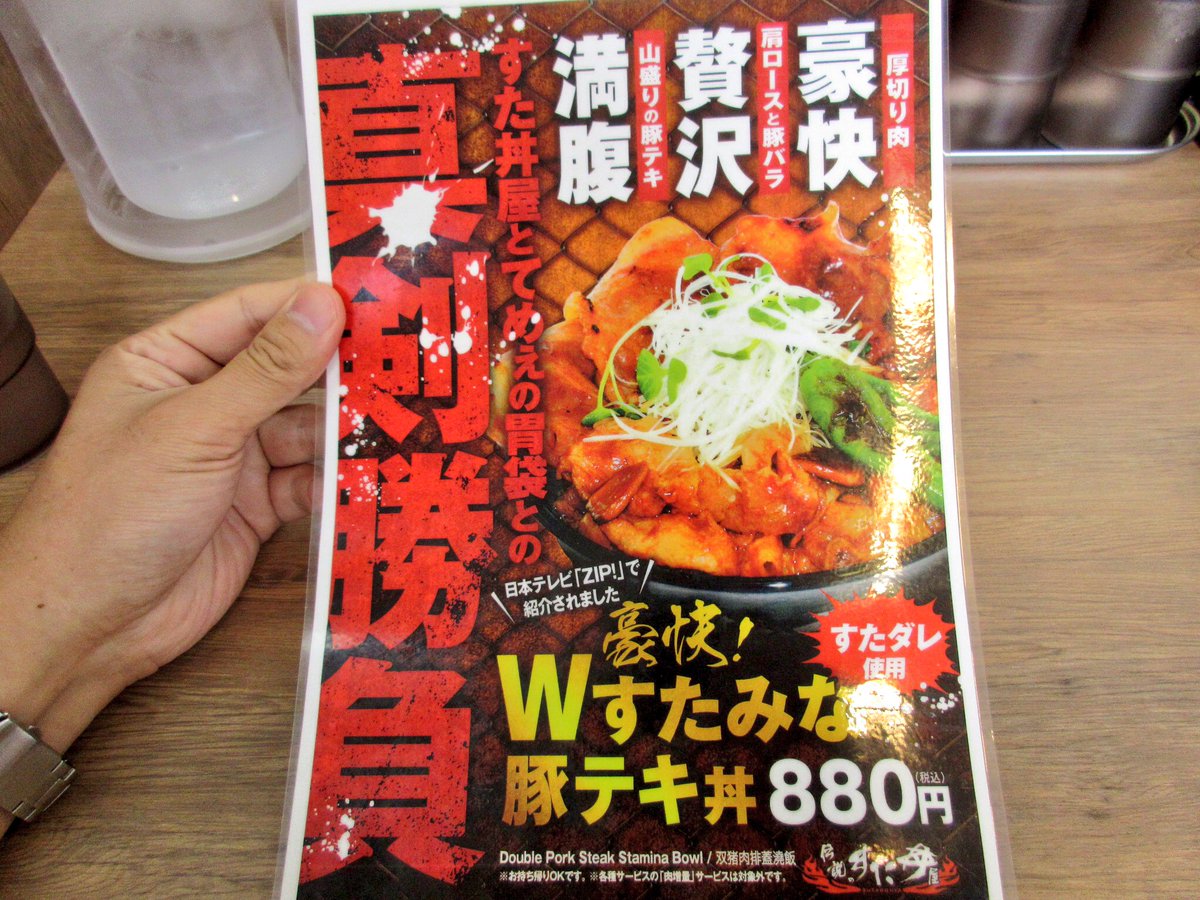 厚切り肉
豪快
肩ロースと豚バラ
贅沢
山盛りの豚テキ
満腹
すた丼屋とてめぇの胃袋との
真剣勝負
日本テレビ「ZIP!」で
紹介されました
豪快!
Wすたみな
豚テキ丼 880円
(税込)
すたダレ
使用
Double Pork Steak Stamina Bowl / 双猪肉排蓋澆飯
※お持ち帰りOKです。※各種サービスの「肉増量」サービスは対象外です。
伝説のすた丼屋